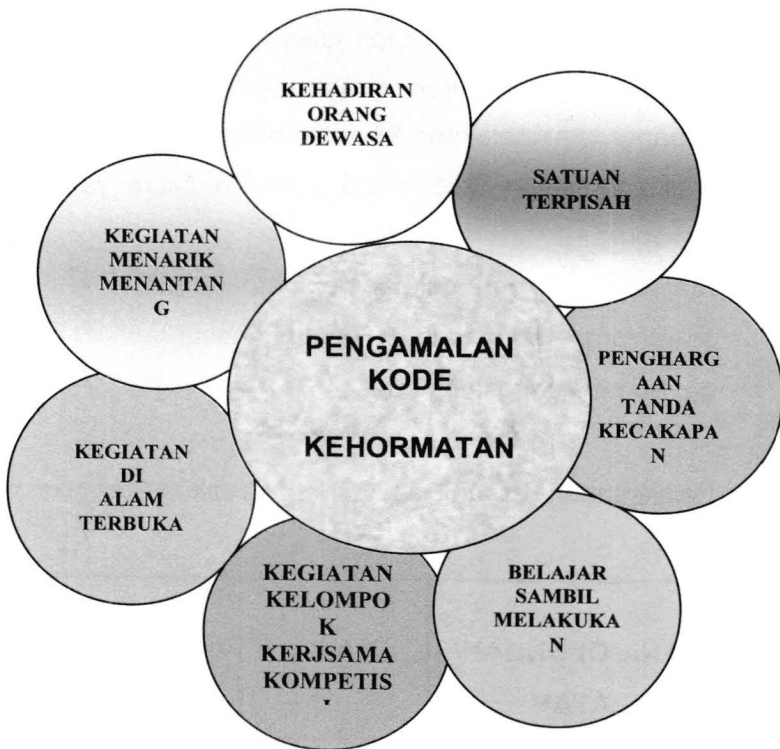 KEHADIRAN
ORANG
DEWASA
SATUAN
TERPISAH
KEGIATAN
MENARIK
MENANTAN
G
PENGAMALAN
KODE
KEHORMATAN
PENGHARG
AAN
TANDA
KECAKAPA
N
KEGIATAN
DI
ALAM
TERBUKA
KEGIATAN
KELOMPO
K
KERJSAMA
KOMPETIS
BELAJAR
SAMBIL
MELAKUKA
N